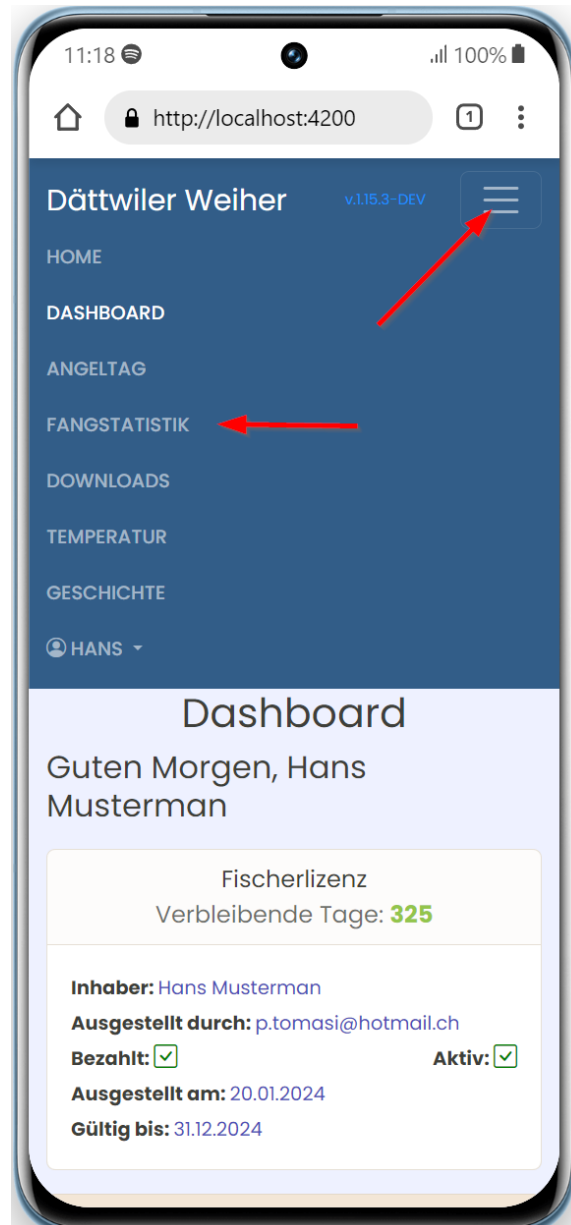 11:18 100%
http://localhost:4200 1
Dättwiler Weiher v.1.15.3-DEV
HOME
DASHBOARD
ANGELTAG
FANGSTATISTIK
DOWNLOADS
TEMPERATUR
GESCHICHTE
HANS
Dashboard
Guten Morgen, Hans
Musterman
Fischerlizenz
Verbleibende Tage: 325
Inhaber: Hans Musterman
Ausgestellt durch: p.tomasi@hotmail.ch
Bezahlt: Aktiv:
Ausgestellt am: 20.01.2024
Gültig bis: 31.12.2024